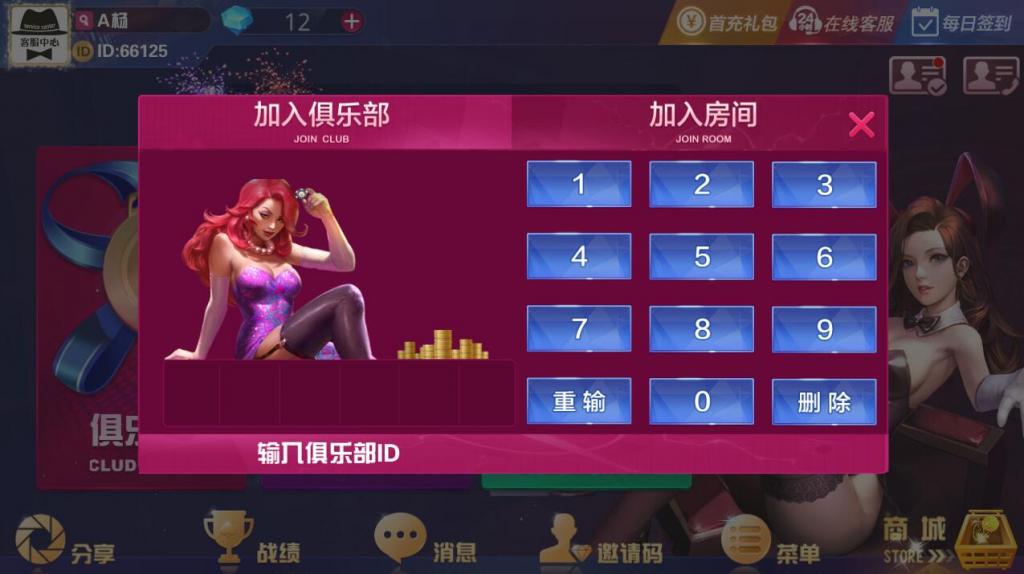 service center
客服中心
A杨
ID ID:66125
12
首充礼包
24
在线客服
每日签到
加入俱乐部
JOIN CLUB
加入房间
JOIN ROOM
1 2 3
4 5 6
7 8 9
重输 0 删除
输入俱乐部ID
俱乐
CLUD
分享
战绩
消息
邀请码
菜单
商城
STORE